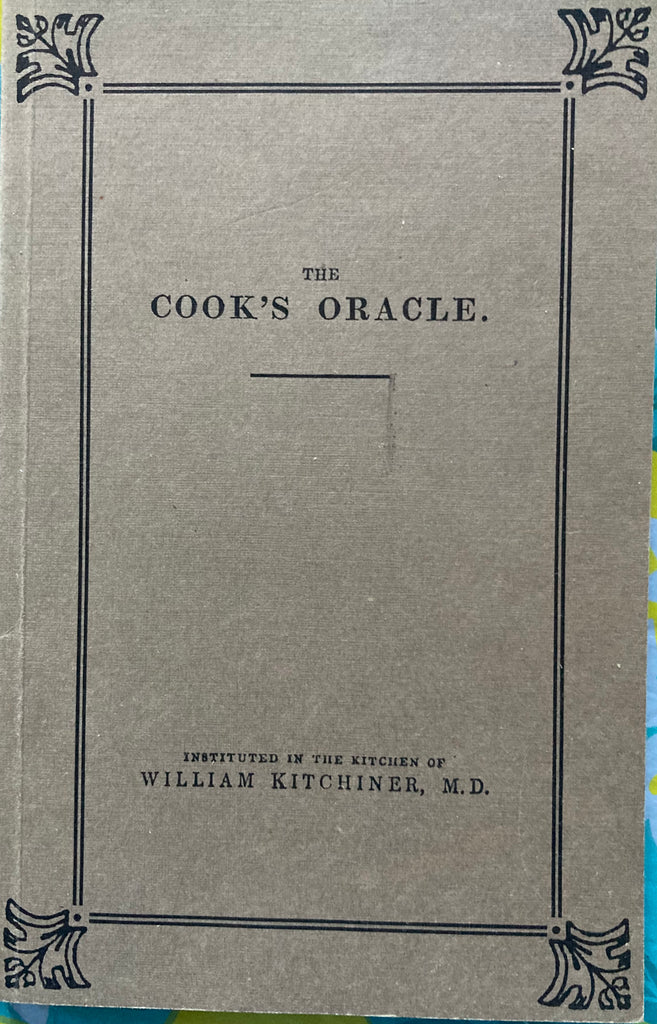 THE
COOK'S ORACLE.
INSTITUTED IN THE KITCHEN OF
WILLIAM KITCHINER, M.D.